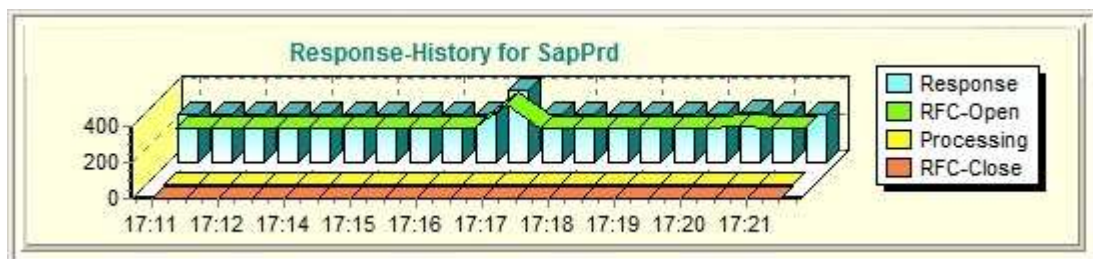 Response-History for SapPrd
400
200
0
17:11 17:12 17:14 17:15 17:16 17:17 17:18 17:19 17:20 17:21
Response
RFC-Open
Processing
RFC-Close